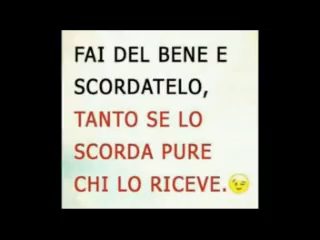 FAI DEL BENE E
SCORDATELO,
TANTO SE LO
SCORDA PURE
CHI LO RICEVE.😉